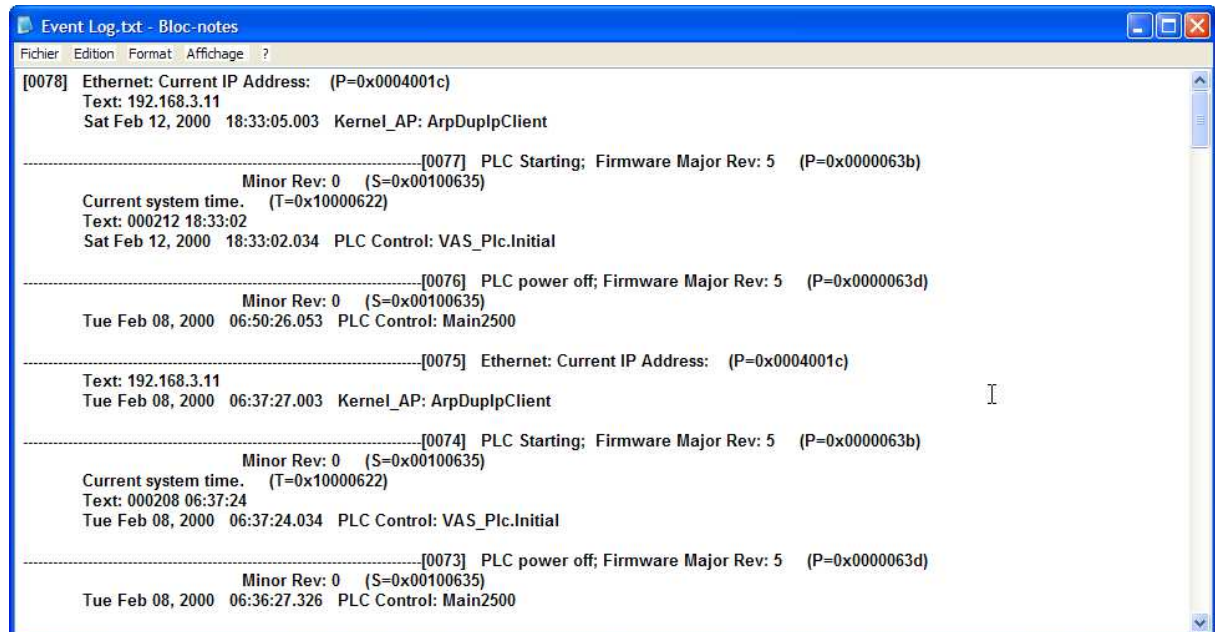 Event Log.txt - Bloc-notes
Fichier Edition Format Affichage ?
[0078] Ethernet: Current IP Address: (P=0x0004001c)
Text: 192.168.3.11
Sat Feb 12, 2000 18:33:05.003 Kernel_AP: ArpDupIpClient
--------------------------------------------------------------------------------[0077] PLC Starting; Firmware Major Rev: 5 (P=0x0000063b)
Minor Rev: 0 (S=0x00100635)
Current system time. (T=0x10000622)
Text: 000212 18:33:02
Sat Feb 12, 2000 18:33:02.034 PLC Control: VAS_Plc.Initial
--------------------------------------------------------------------------------[0076] PLC power off; Firmware Major Rev: 5 (P=0x0000063d)
Minor Rev: 0 (S=0x00100635)
Tue Feb 08, 2000 06:50:26.053 PLC Control: Main2500
--------------------------------------------------------------------------------[0075] Ethernet: Current IP Address: (P=0x0004001c)
Text: 192.168.3.11
Tue Feb 08, 2000 06:37:27.003 Kernel_AP: ArpDupIpClient
--------------------------------------------------------------------------------[0074] PLC Starting; Firmware Major Rev: 5 (P=0x0000063b)
Minor Rev: 0 (S=0x00100635)
Current system time. (T=0x10000622)
Text: 000208 06:37:24
Tue Feb 08, 2000 06:37:24.034 PLC Control: VAS_Plc.Initial
--------------------------------------------------------------------------------[0073] PLC power off; Firmware Major Rev: 5 (P=0x0000063d)
Minor Rev: 0 (S=0x00100635)
Tue Feb 08, 2000 06:36:27.326 PLC Control: Main2500